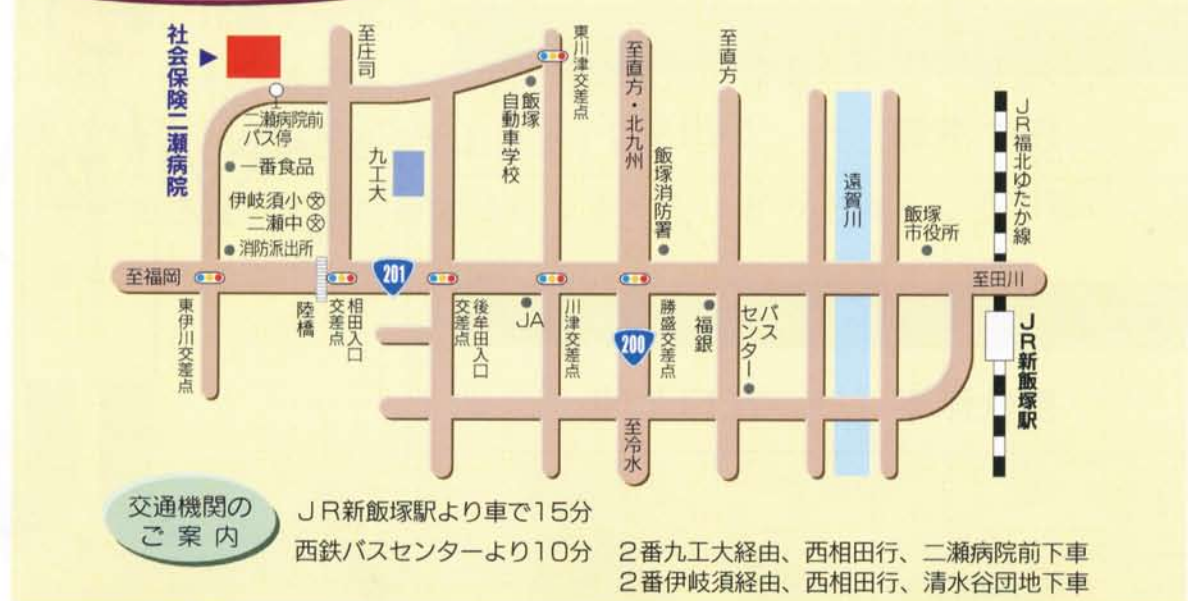 社会保険二瀬病院
至庄司
東川津交差点
至直方・北九州
至直方
JR福北ゆたか線
二瀬病院前
バス停
飯塚
自動車学校
一番食品
九工大
飯塚消防署
遠賀川
飯塚
市役所
伊岐須小 文
二瀬中 文
消防派出所
至福岡
201
至田川
東伊川交差点
陸橋
相田入口
交差点
後牟田入口
交差点
JA
川津交差点
200
勝盛交差点
福銀
バス
センター
JR新飯塚駅
至冷水
交通機関の
ご案内
JR新飯塚駅より車で15分
西鉄バスセンターより10分 2番九工大経由、西相田行、二瀬病院前下車
2番伊岐須経由、西相田行、清水谷団地下車